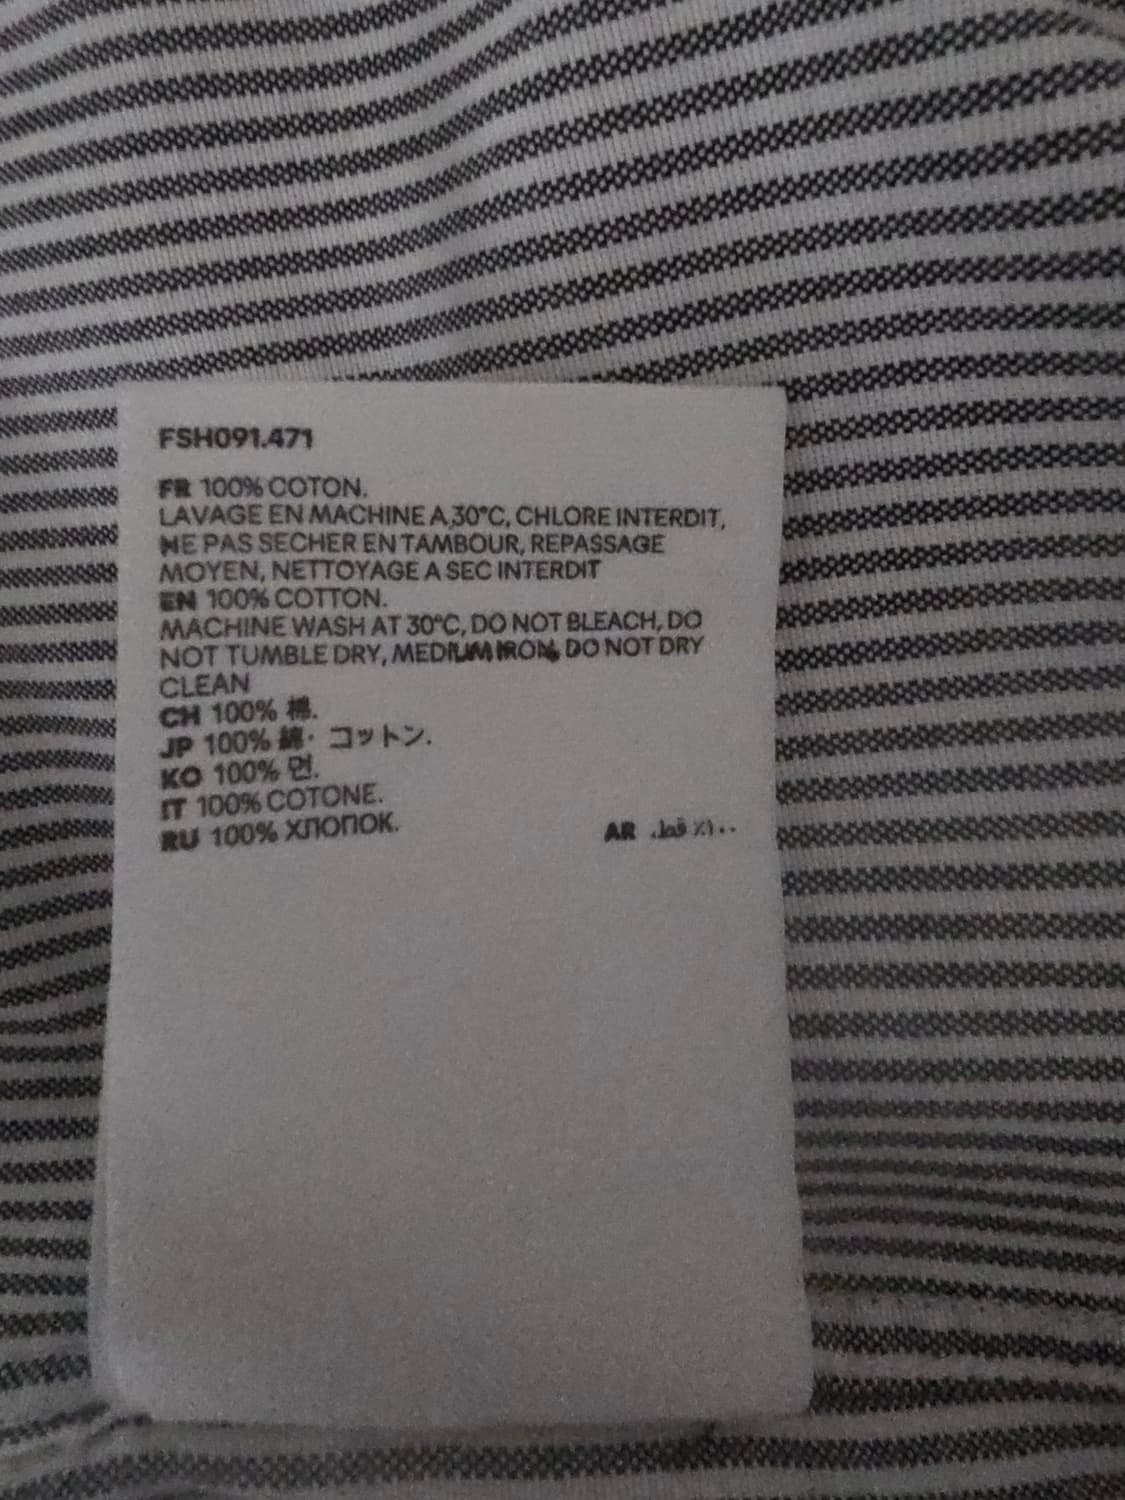 FSH091.471
FR 100% COTON.
LAVAGE EN MACHINE A 30°C, CHLORE INTERDIT,
NE PAS SECHER EN TAMBOUR, REPASSAGE
MOYEN, NETTOYAGE A SEC INTERDIT
EN 100% COTTON.
MACHINE WASH AT 30°C, DO NOT BLEACH, DO
NOT TUMBLE DRY, MEDIUM IRON, DO NOT DRY
CLEAN
CH 100% 棉.
JP 100% 綿・コットン.
KO 100% 면.
IT 100% COTONE.
RU 100% ХЛОПОК.
AR ١٠٠٪ قطن.